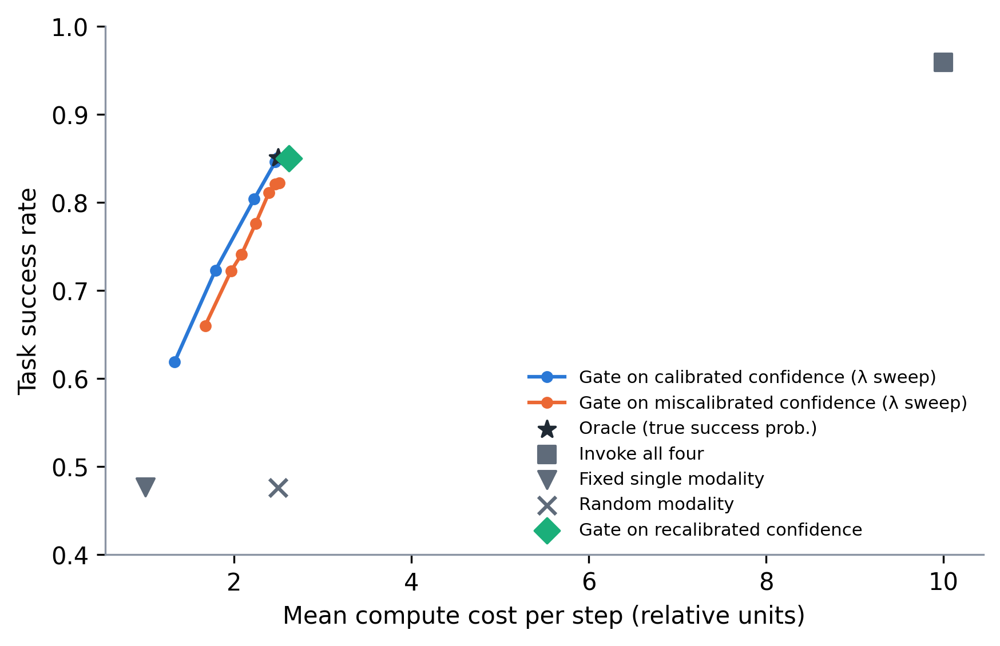 1.0
0.9
0.8
0.7
0.6
0.5
0.4
Task success rate
2
4
6
8
10
Mean compute cost per step (relative units)
Gate on calibrated confidence (λ sweep)
Gate on miscalibrated confidence (λ sweep)
Oracle (true success prob.)
Invoke all four
Fixed single modality
Random modality
Gate on recalibrated confidence